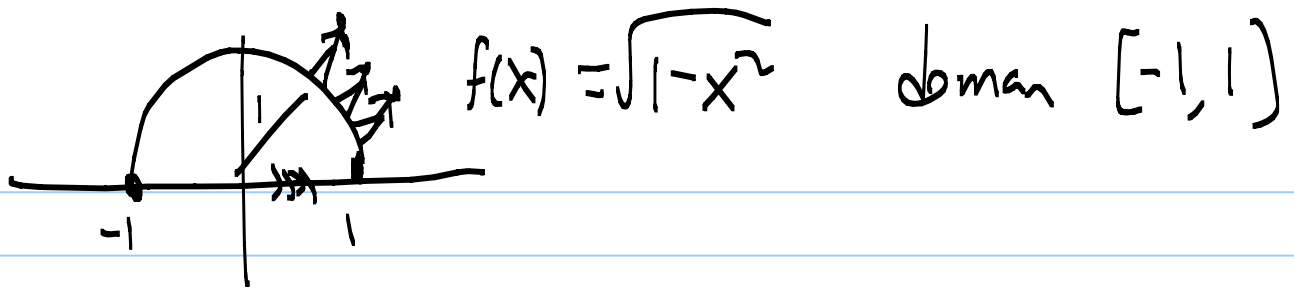 f(x) = √(1-x²) doman [-1, 1]
1
-1 1